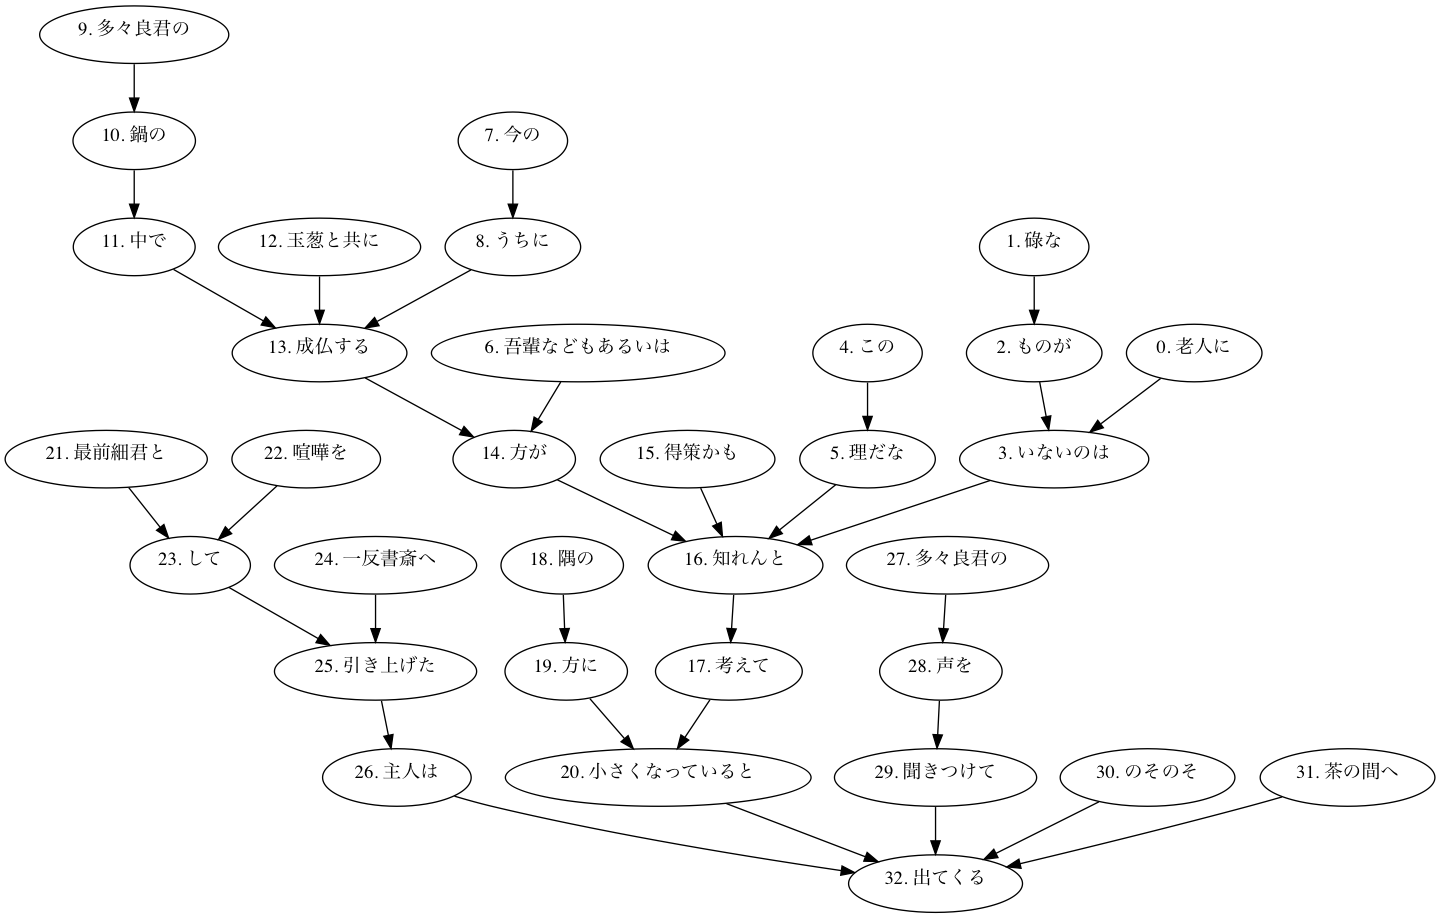 9. 多々良君の
10. 鍋の
7. 今の
11. 中で
12. 玉葱と共に
8. うちに
1. 碌な
13. 成仏する
6. 吾輩などもあるいは
4. この
2. ものが
0. 老人に
21. 最前細君と
22. 喧嘩を
14. 方が
15. 得策かも
5. 理だな
3. いないのは
23. して
24. 一反書斎へ
18. 隅の
16. 知れんと
27. 多々良君の
25. 引き上げた
19. 方に
17. 考えて
28. 声を
26. 主人は
20. 小さくなっていると
29. 聞きつけて
30. のそのそ
31. 茶の間へ
32. 出てくる